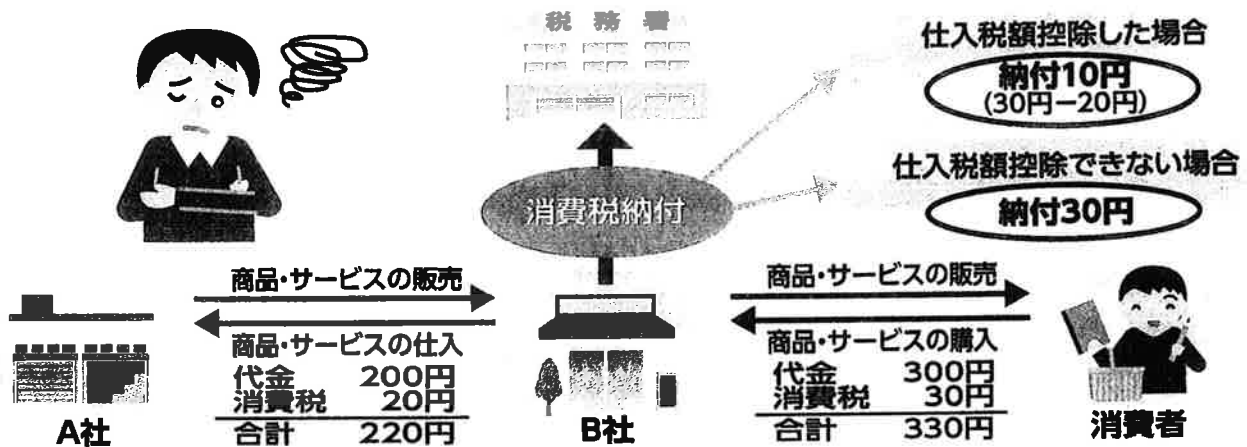 税務署
仕入税額控除した場合
納付10円
(30円－20円)
仕入税額控除できない場合
納付30円
消費税納付
商品・サービスの販売
商品・サービスの仕入
代金 200円
消費税 20円
合計 220円
商品・サービスの販売
商品・サービスの購入
代金 300円
消費税 30円
合計 330円
A社
B社
消費者